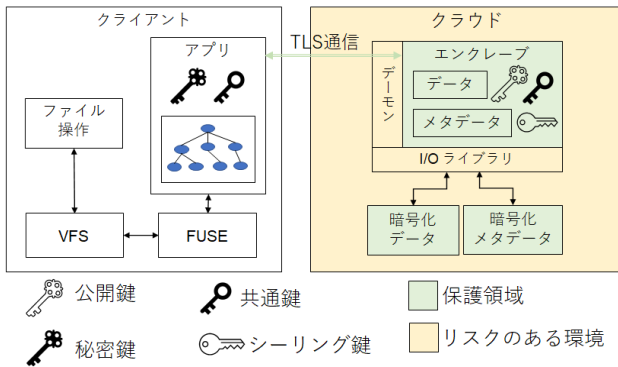 クライアント
アプリ
ファイル
操作
VFS
FUSE
TLS通信
クラウド
デーモン
エンクレーブ
データ
メタデータ
I/O ライブラリ
暗号化
データ
暗号化
メタデータ
公開鍵
共通鍵
保護領域
秘密鍵
シーリング鍵
リスクのある環境